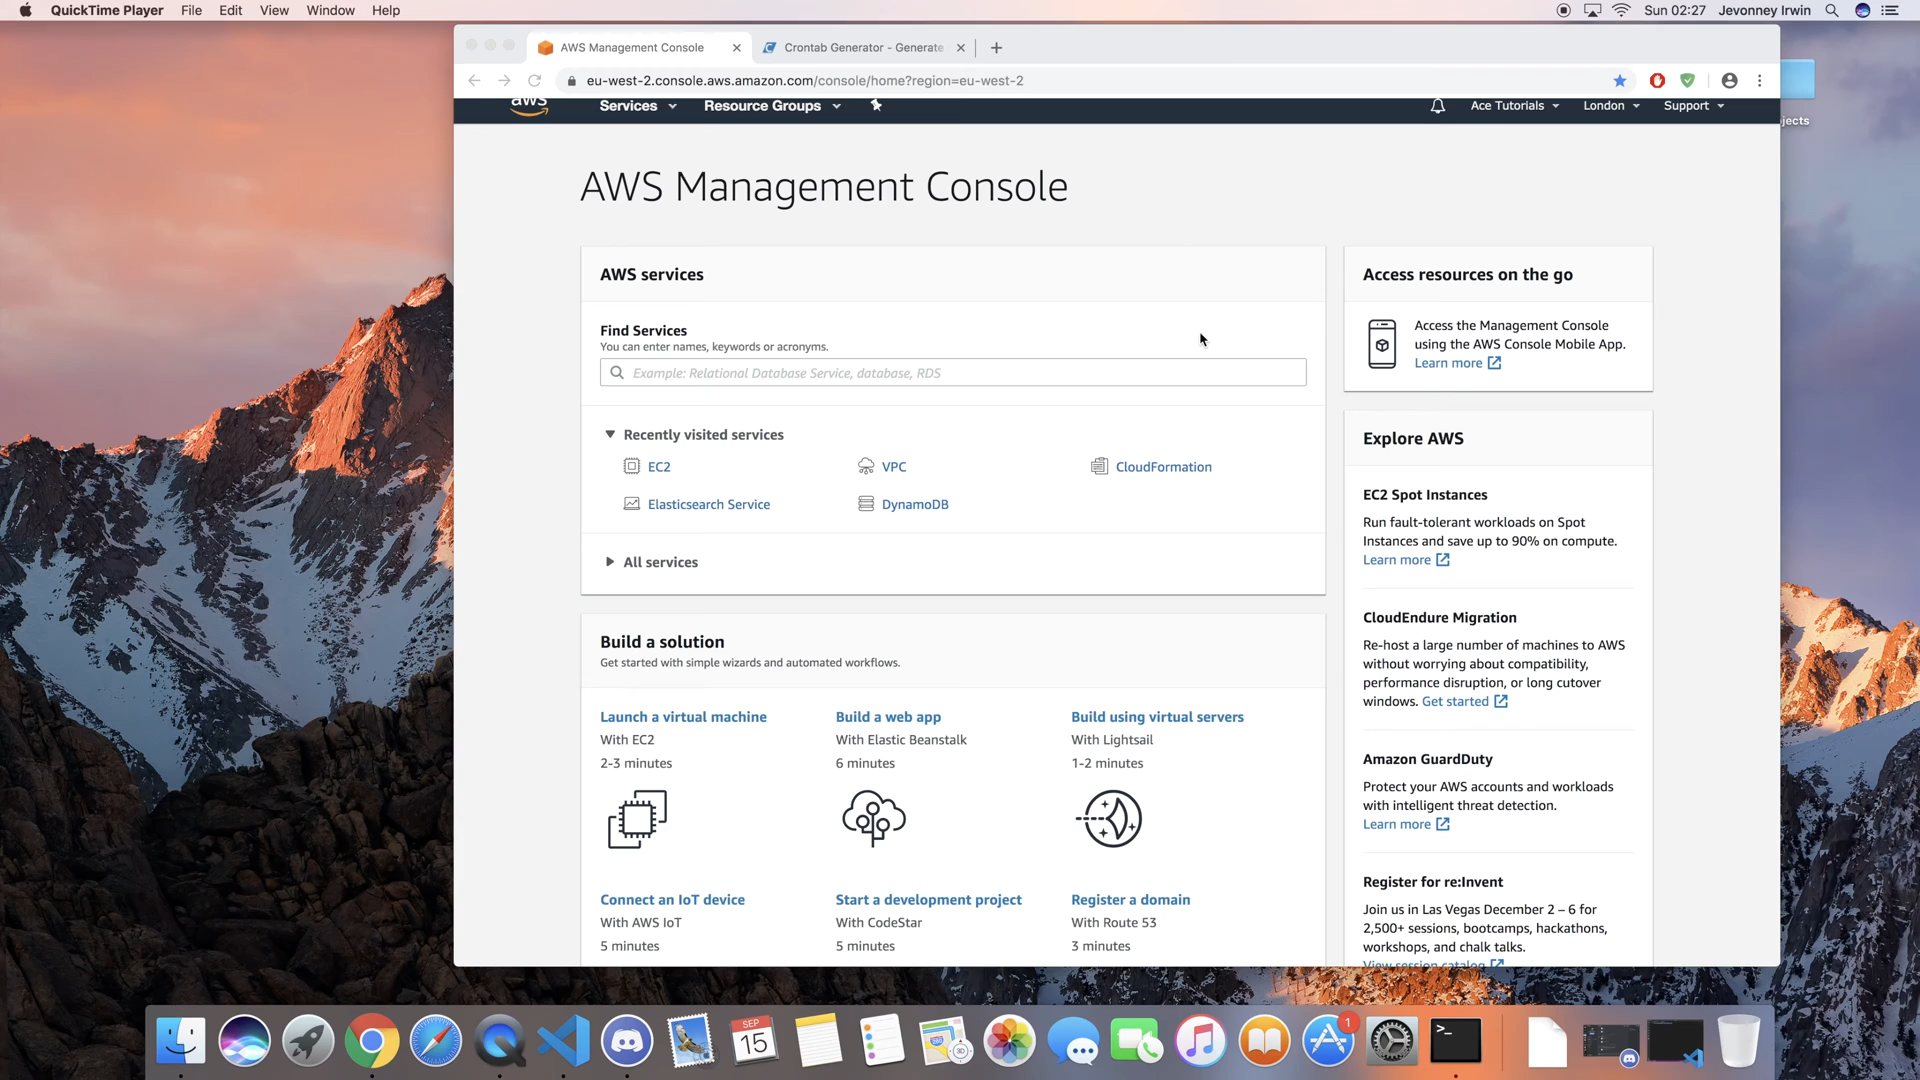 QuickTime Player File Edit View Window Help
Sun 02:27 Jevonney Irwin
AWS Management Console
Crontab Generator - Generate
eu-west-2.console.aws.amazon.com/console/home?region=eu-west-2
aws Services Resource Groups
Ace Tutorials London Support
jects
AWS Management Console
AWS services
Find Services
You can enter names, keywords or acronyms.
Example: Relational Database Service, database, RDS
Recently visited services
EC2
VPC
CloudFormation
Elasticsearch Service
DynamoDB
All services
Build a solution
Get started with simple wizards and automated workflows.
Launch a virtual machine
With EC2
2-3 minutes
Build a web app
With Elastic Beanstalk
6 minutes
Build using virtual servers
With Lightsail
1-2 minutes
Connect an IoT device
With AWS IoT
5 minutes
Start a development project
With CodeStar
5 minutes
Register a domain
With Route 53
3 minutes
Access resources on the go
Access the Management Console
using the AWS Console Mobile App.
Learn more
Explore AWS
EC2 Spot Instances
Run fault-tolerant workloads on Spot
Instances and save up to 90% on compute.
Learn more
CloudEndure Migration
Re-host a large number of machines to AWS
without worrying about compatibility,
performance disruption, or long cutover
windows. Get started
Amazon GuardDuty
Protect your AWS accounts and workloads
with intelligent threat detection.
Learn more
Register for re:Invent
Join us in Las Vegas December 2 – 6 for
2,500+ sessions, bootcamps, hackathons,
workshops, and chalk talks.
View session catalog
SEP
15
1
>_